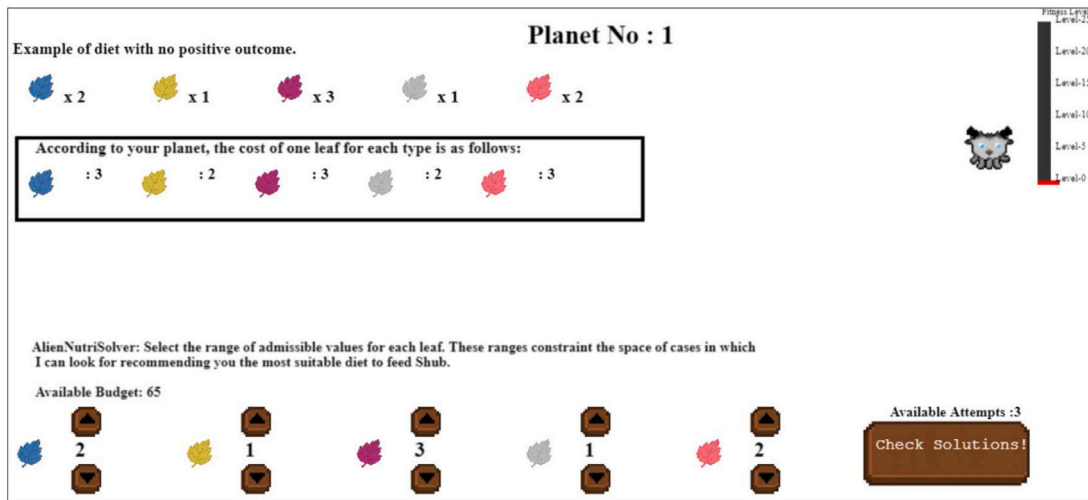 Planet No : 1
Fitness Level
Level-20
Level-15
Level-10
Level-5
Level-0
Example of diet with no positive outcome.
x 2 x 1 x 3 x 1 x 2
According to your planet, the cost of one leaf for each type is as follows:
: 3 : 2 : 3 : 2 : 3
AlienNutriSolver: Select the range of admissible values for each leaf. These ranges constraint the space of cases in which
I can look for recommending you the most suitable diet to feed Shub.
Available Budget: 65
2 1 3 1 2
Available Attempts :3
Check Solutions!